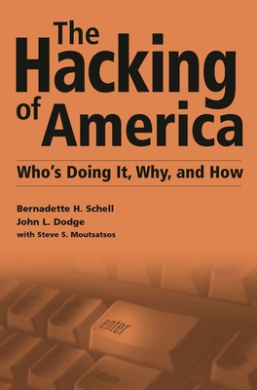 The
Hacking
of America
Who's Doing It, Why, and How
Bernadette H. Schell
John L. Dodge
with Steve S. Moutsatsos
enter